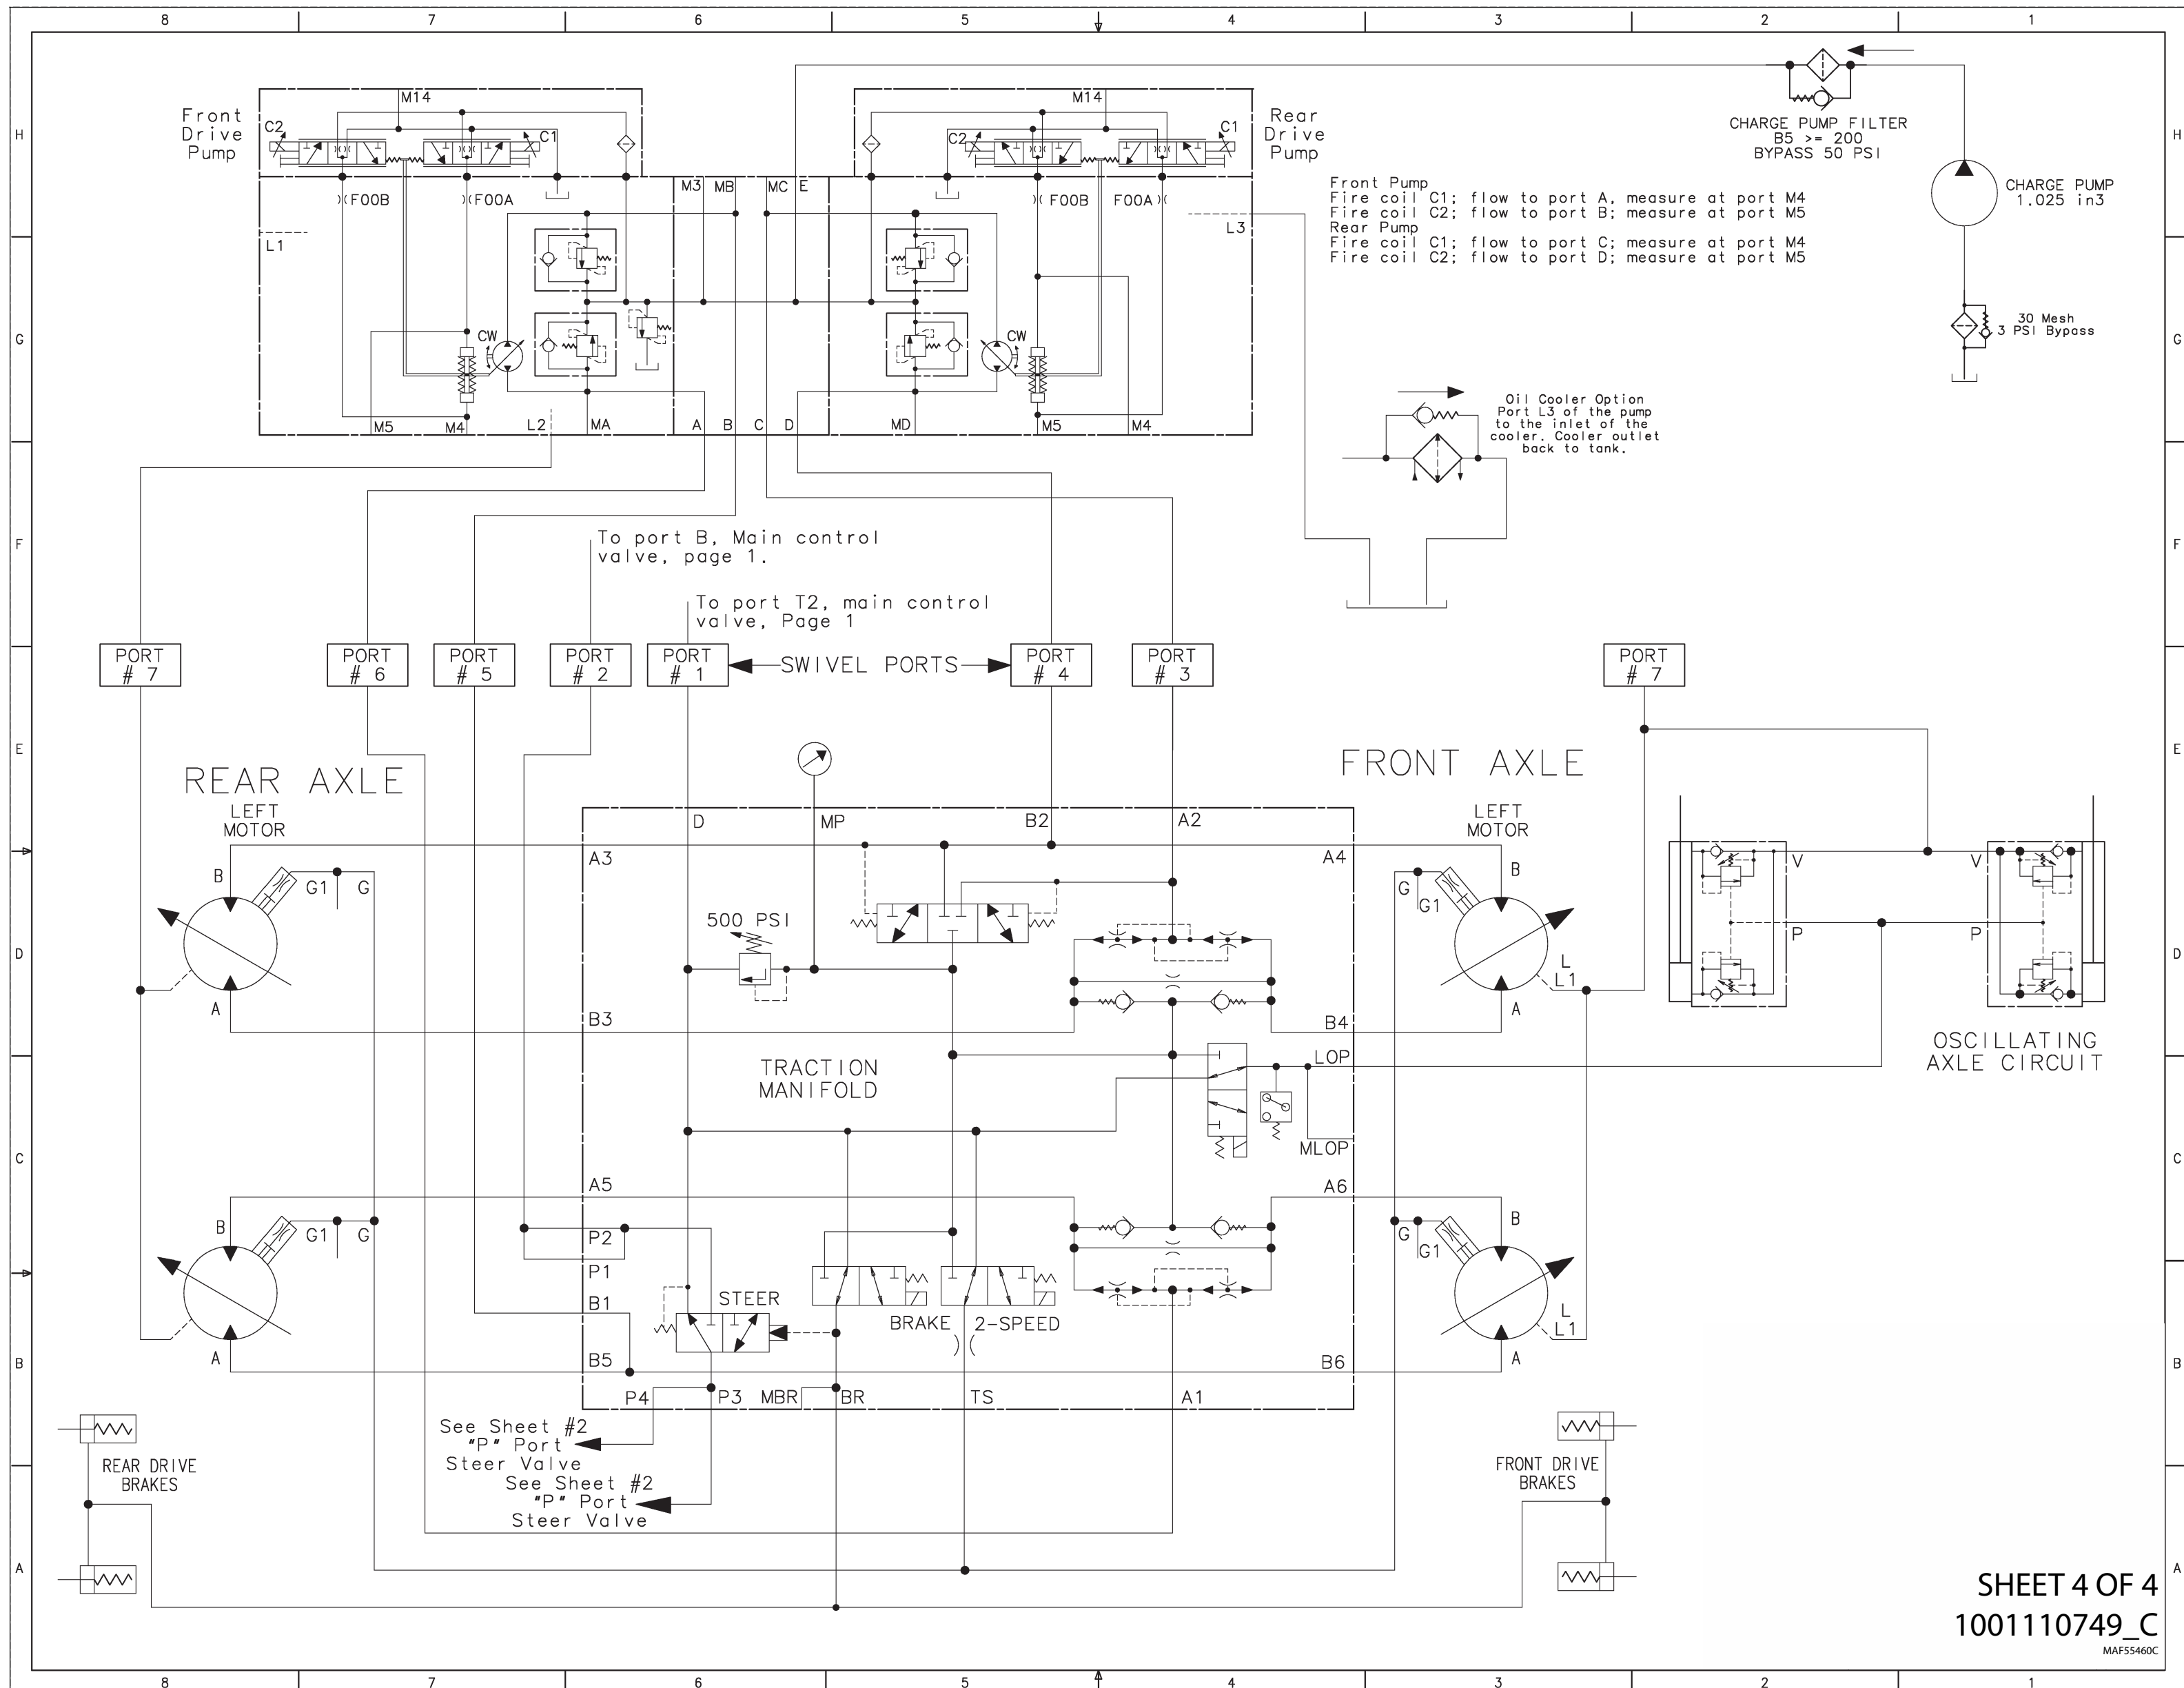 8 7 6 5 4 3 2 1
H
G
F
E
D
C
B
A
H
G
F
E
D
C
B
A
Front
Drive
Pump
C2
M14
C1
F00B
F00A
L1
CW
M5
M4
L2
MA
M3
MB
MC
E
A
B
C
D
Rear
Drive
Pump
C2
M14
C1
F00B
F00A
L3
CW
MD
M5
M4
CHARGE PUMP FILTER
B5 >= 200
BYPASS 50 PSI
CHARGE PUMP
1.025 in3
30 Mesh
3 PSI Bypass
Front Pump
Fire coil C1; flow to port A, measure at port M4
Fire coil C2; flow to port B; measure at port M5
Rear Pump
Fire coil C1; flow to port C; measure at port M4
Fire coil C2; flow to port D; measure at port M5
Oil Cooler Option
Port L3 of the pump
to the inlet of the
cooler. Cooler outlet
back to tank.
To port B, Main control
valve, page 1.
To port T2, main control
valve, Page 1
PORT
# 7
PORT
# 6
PORT
# 5
PORT
# 2
PORT
# 1
SWIVEL PORTS
PORT
# 4
PORT
# 3
PORT
# 7
REAR AXLE
LEFT
MOTOR
B
G1
G
A
B
G1
G
A
FRONT AXLE
LEFT
MOTOR
G
G1
B
L
L1
A
G
G1
B
L
L1
A
D
MP
B2
A2
A3
A4
500 PSI
B3
B4
TRACTION
MANIFOLD
LOP
MLOP
A5
A6
P2
P1
B1
STEER
BRAKE
2-SPEED
B5
B6
P4
P3
MBR
BR
TS
A1
V
V
P
P
OSCILLATING
AXLE CIRCUIT
See Sheet #2
"P" Port
Steer Valve
See Sheet #2
"P" Port
Steer Valve
REAR DRIVE
BRAKES
FRONT DRIVE
BRAKES
SHEET 4 OF 4
1001110749_C
MAF55460C
8 7 6 5 4 3 2 1